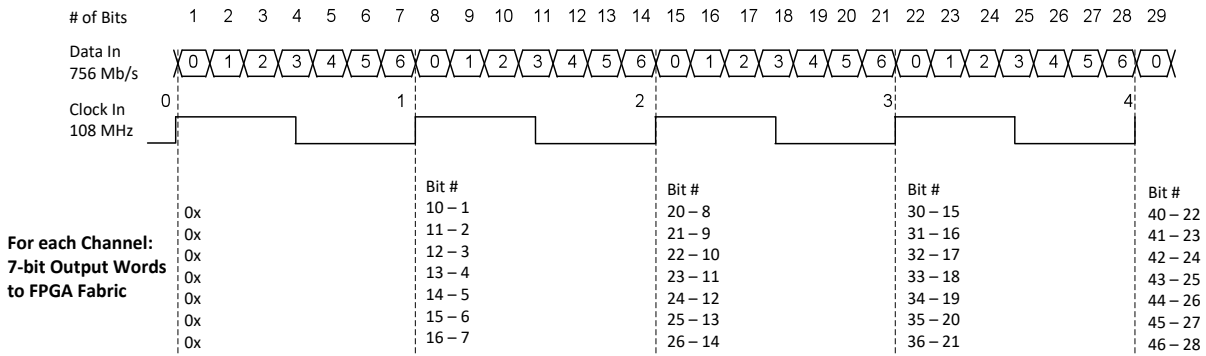 # of Bits 1 2 3 4 5 6 7 8 9 10 11 12 13 14 15 16 17 18 19 20 21 22 23 24 25 26 27 28 29
Data In
756 Mb/s
0 1 2 3 4 5 6 0 1 2 3 4 5 6 0 1 2 3 4 5 6 0 1 2 3 4 5 6 0
Clock In
108 MHz
0 1 2 3 4
For each Channel:
7-bit Output Words
to FPGA Fabric
0x
0x
0x
0x
0x
0x
0x
Bit #
10 – 1
11 – 2
12 – 3
13 – 4
14 – 5
15 – 6
16 – 7
Bit #
20 – 8
21 – 9
22 – 10
23 – 11
24 – 12
25 – 13
26 – 14
Bit #
30 – 15
31 – 16
32 – 17
33 – 18
34 – 19
35 – 20
36 – 21
Bit #
40 – 22
41 – 23
42 – 24
43 – 25
44 – 26
45 – 27
46 – 28